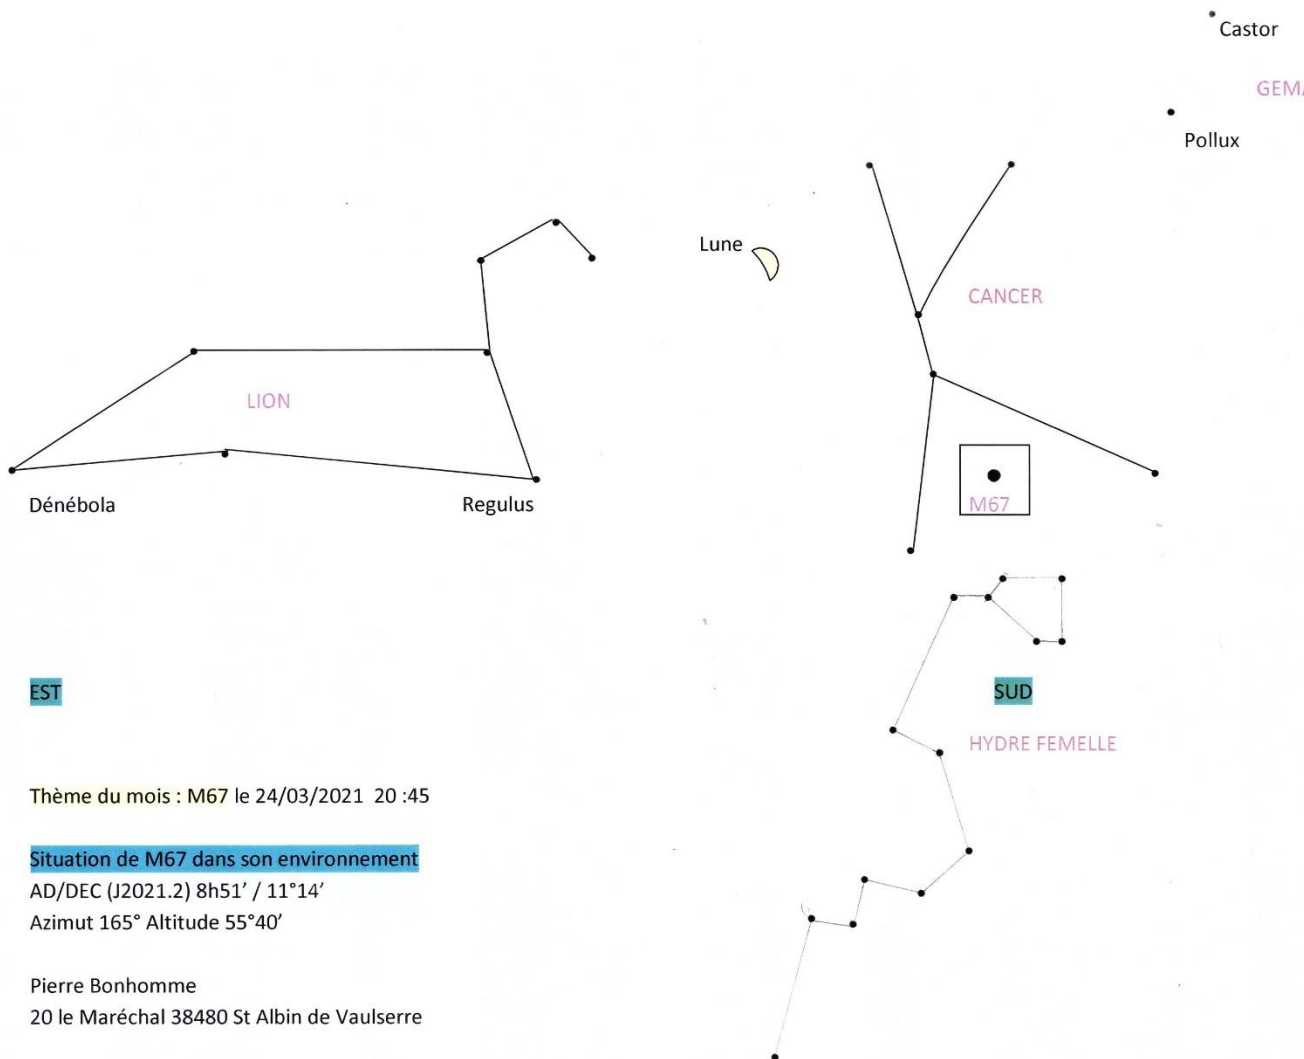 Castor
GEM
Pollux
Lune
CANCER
LION
M67
Dénébola
Regulus
EST
SUD
HYDRE FEMELLE
Thème du mois : M67 le 24/03/2021  20 :45
Situation de M67 dans son environnement
AD/DEC (J2021.2) 8h51’ / 11°14’
Azimut 165° Altitude 55°40’
Pierre Bonhomme
20 le Maréchal 38480 St Albin de Vaulserre